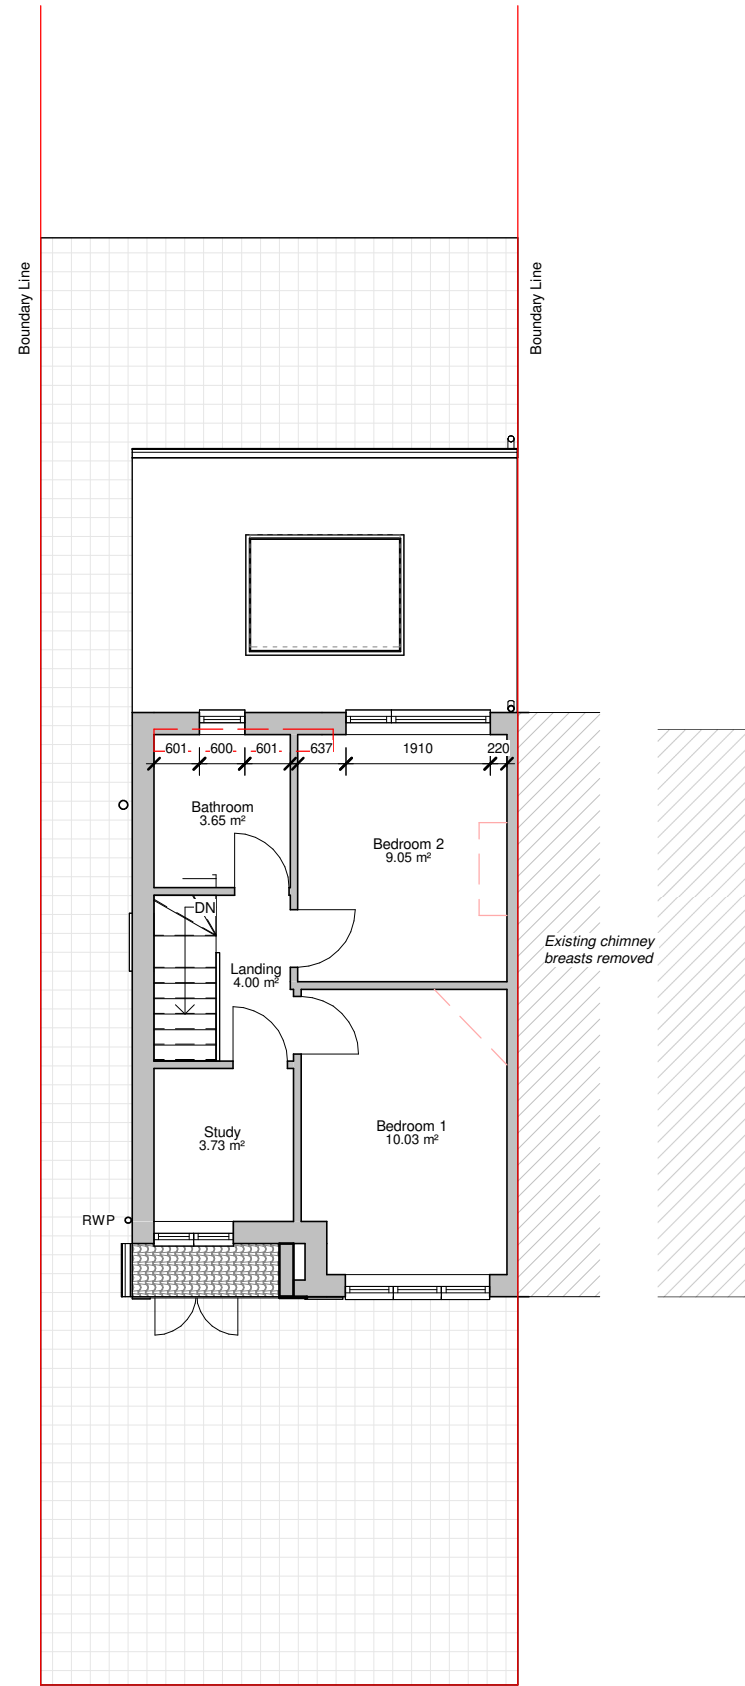 Boundary Line
Boundary Line
601
600
601
637
1910
220
Bathroom
3.65 m²
Bedroom 2
9.05 m²
DN
Existing chimney
breasts removed
Landing
4.00 m²
Study
3.73 m²
Bedroom 1
10.03 m²
RWP